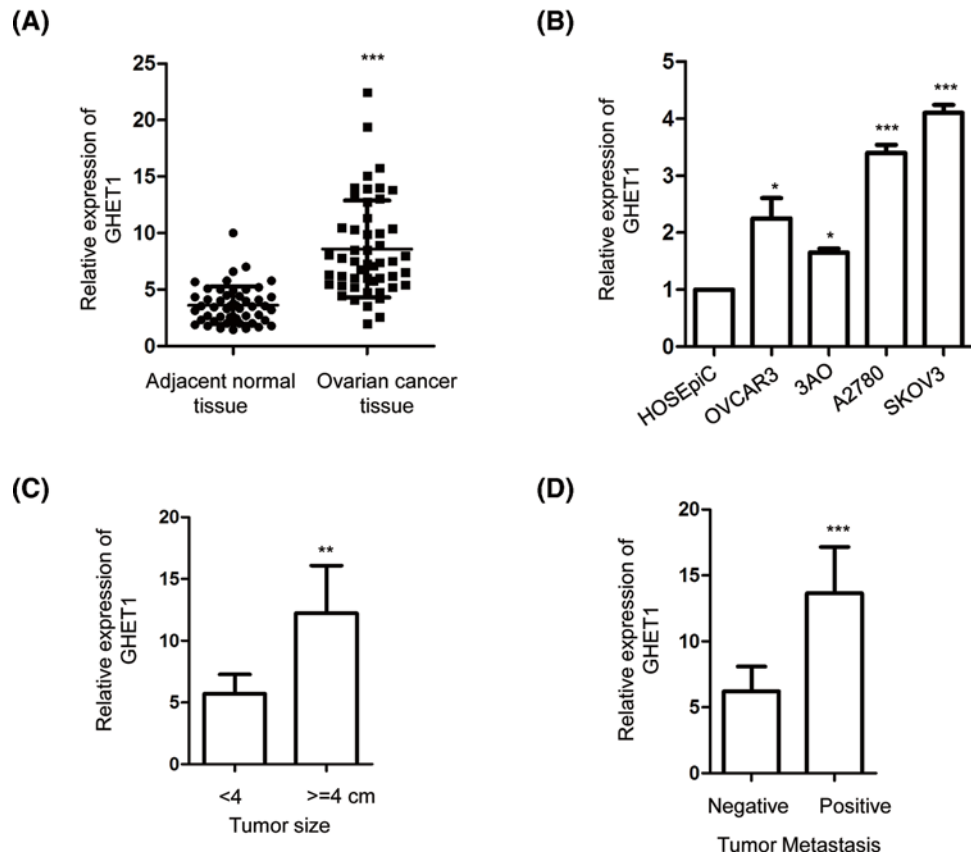 (A)
Relative expression of
GHET1
25
20
15
10
5
0
***
Adjacent normal
tissue
Ovarian cancer
tissue
(B)
Relative expression of
GHET1
5
4
3
2
1
0
*
*
***
***
HOSEpiC
OVCAR3
3AO
A2780
SKOV3
(C)
Relative expression of
GHET1
20
15
10
5
0
**
<4
>=4 cm
Tumor size
(D)
Relative expression of
GHET1
20
15
10
5
0
***
Negative
Positive
Tumor Metastasis